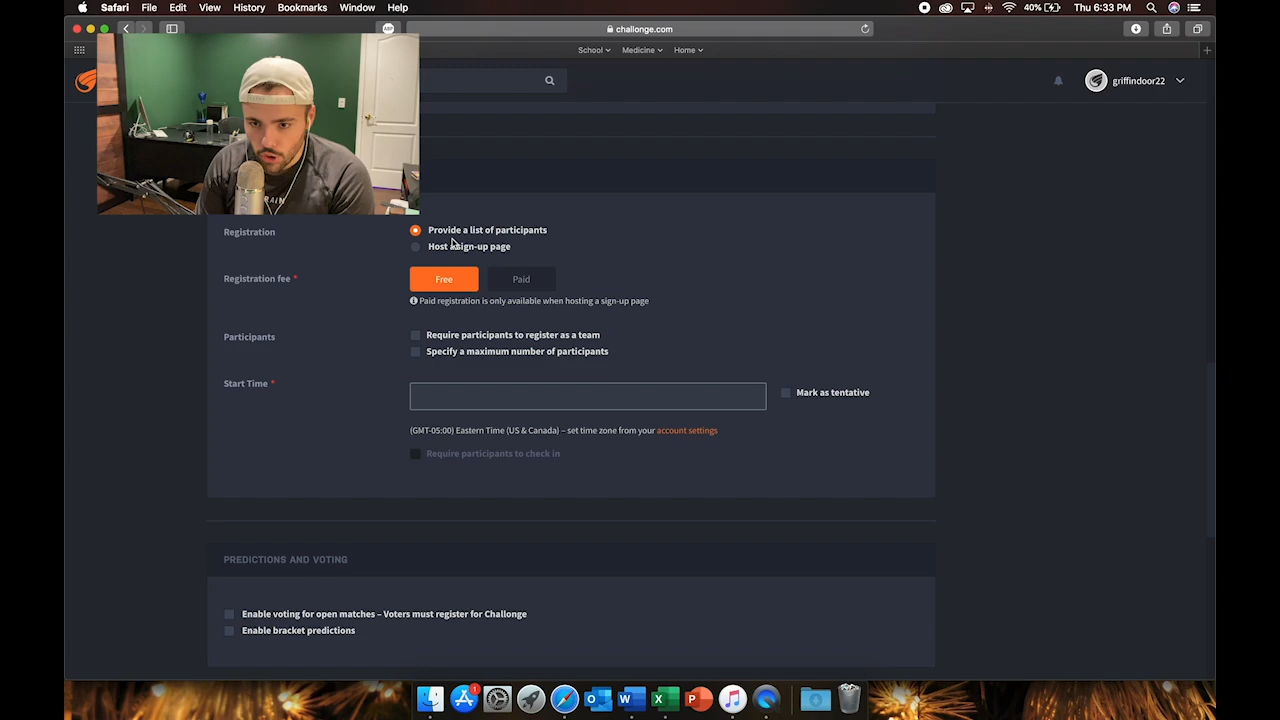 Safari File Edit View History Bookmarks Window Help
40% Thu 6:33 PM
ABP
challonge.com
School Medicine Home
griffindoor22
Registration
Provide a list of participants
Host a sign-up page
Registration fee *
Free Paid
Paid registration is only available when hosting a sign-up page
Participants
Require participants to register as a team
Specify a maximum number of participants
Start Time *
Mark as tentative
(GMT-05:00) Eastern Time (US & Canada) – set time zone from your account settings
Require participants to check in
PREDICTIONS AND VOTING
Enable voting for open matches – Voters must register for Challonge
Enable bracket predictions
1